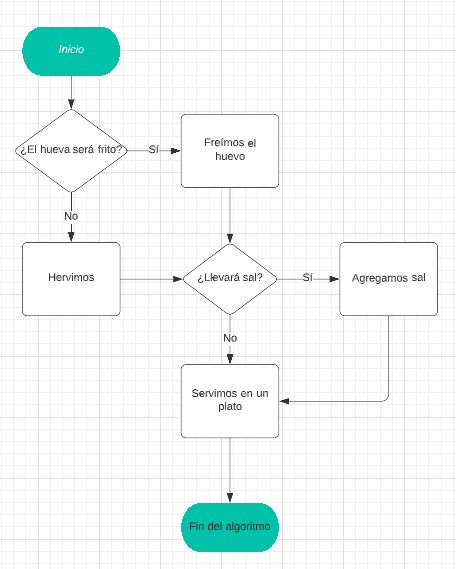 Inicio
¿El hueva será frito?
Sí
Freímos el
huevo
No
Hervimos
¿Llevará sal?
Sí
Agregamos sal
No
Servimos en un
plato
Fin del algoritmo